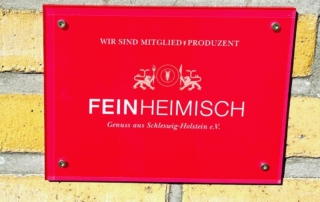 WIR SIND MITGLIED PRODUZENT
FEINHEIMISCH
Genuss aus Schleswig-Holstein e.V.